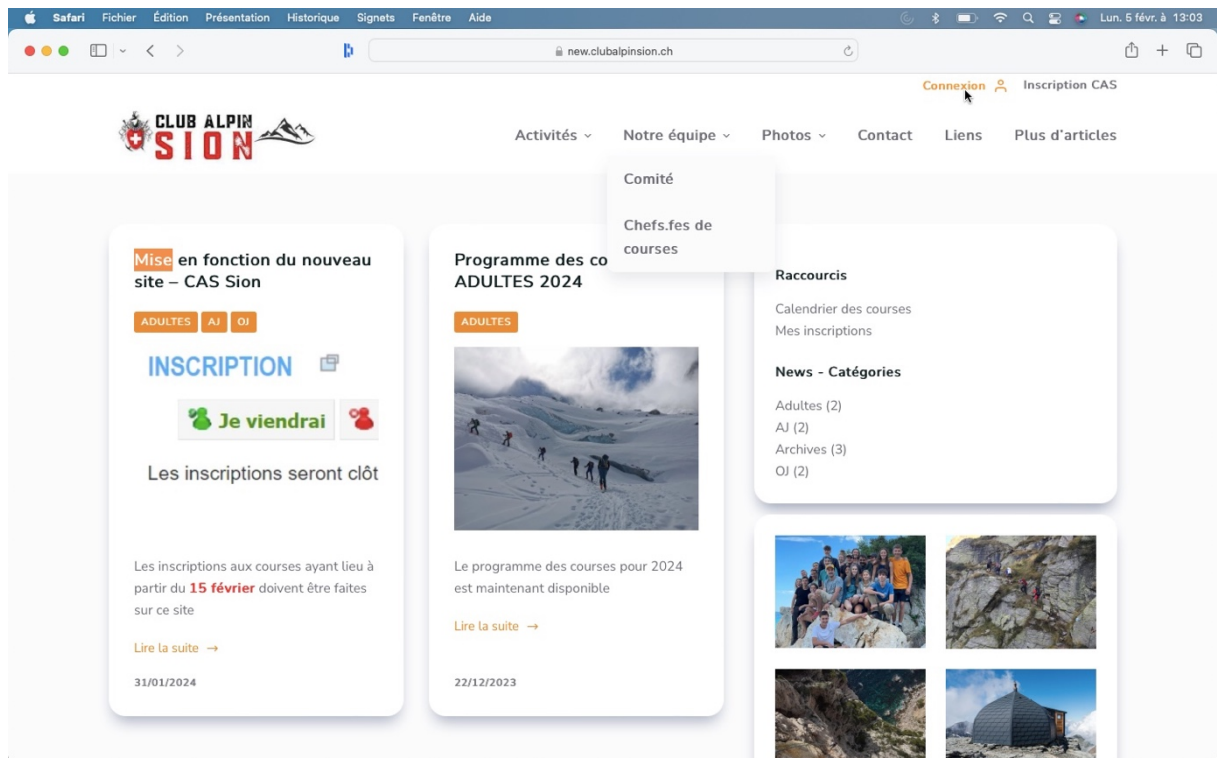 Safari Fichier Édition Présentation Historique Signets Fenêtre Aide Lun. 5 févr. à 13:03
new.clubalpinsion.ch
Connexion Inscription CAS
CLUB ALPIN
SION
Activités Notre équipe Photos Contact Liens Plus d'articles
Comité
Chefs.fes de
courses
Mise en fonction du nouveau
site – CAS Sion
ADULTES AJ OJ
INSCRIPTION
Je viendrai
Les inscriptions seront clôt
Les inscriptions aux courses ayant lieu à
partir du 15 février doivent être faites
sur ce site
Lire la suite →
31/01/2024
Programme des co
ADULTES 2024
ADULTES
Le programme des courses pour 2024
est maintenant disponible
Lire la suite →
22/12/2023
Raccourcis
Calendrier des courses
Mes inscriptions
News - Catégories
Adultes (2)
AJ (2)
Archives (3)
OJ (2)